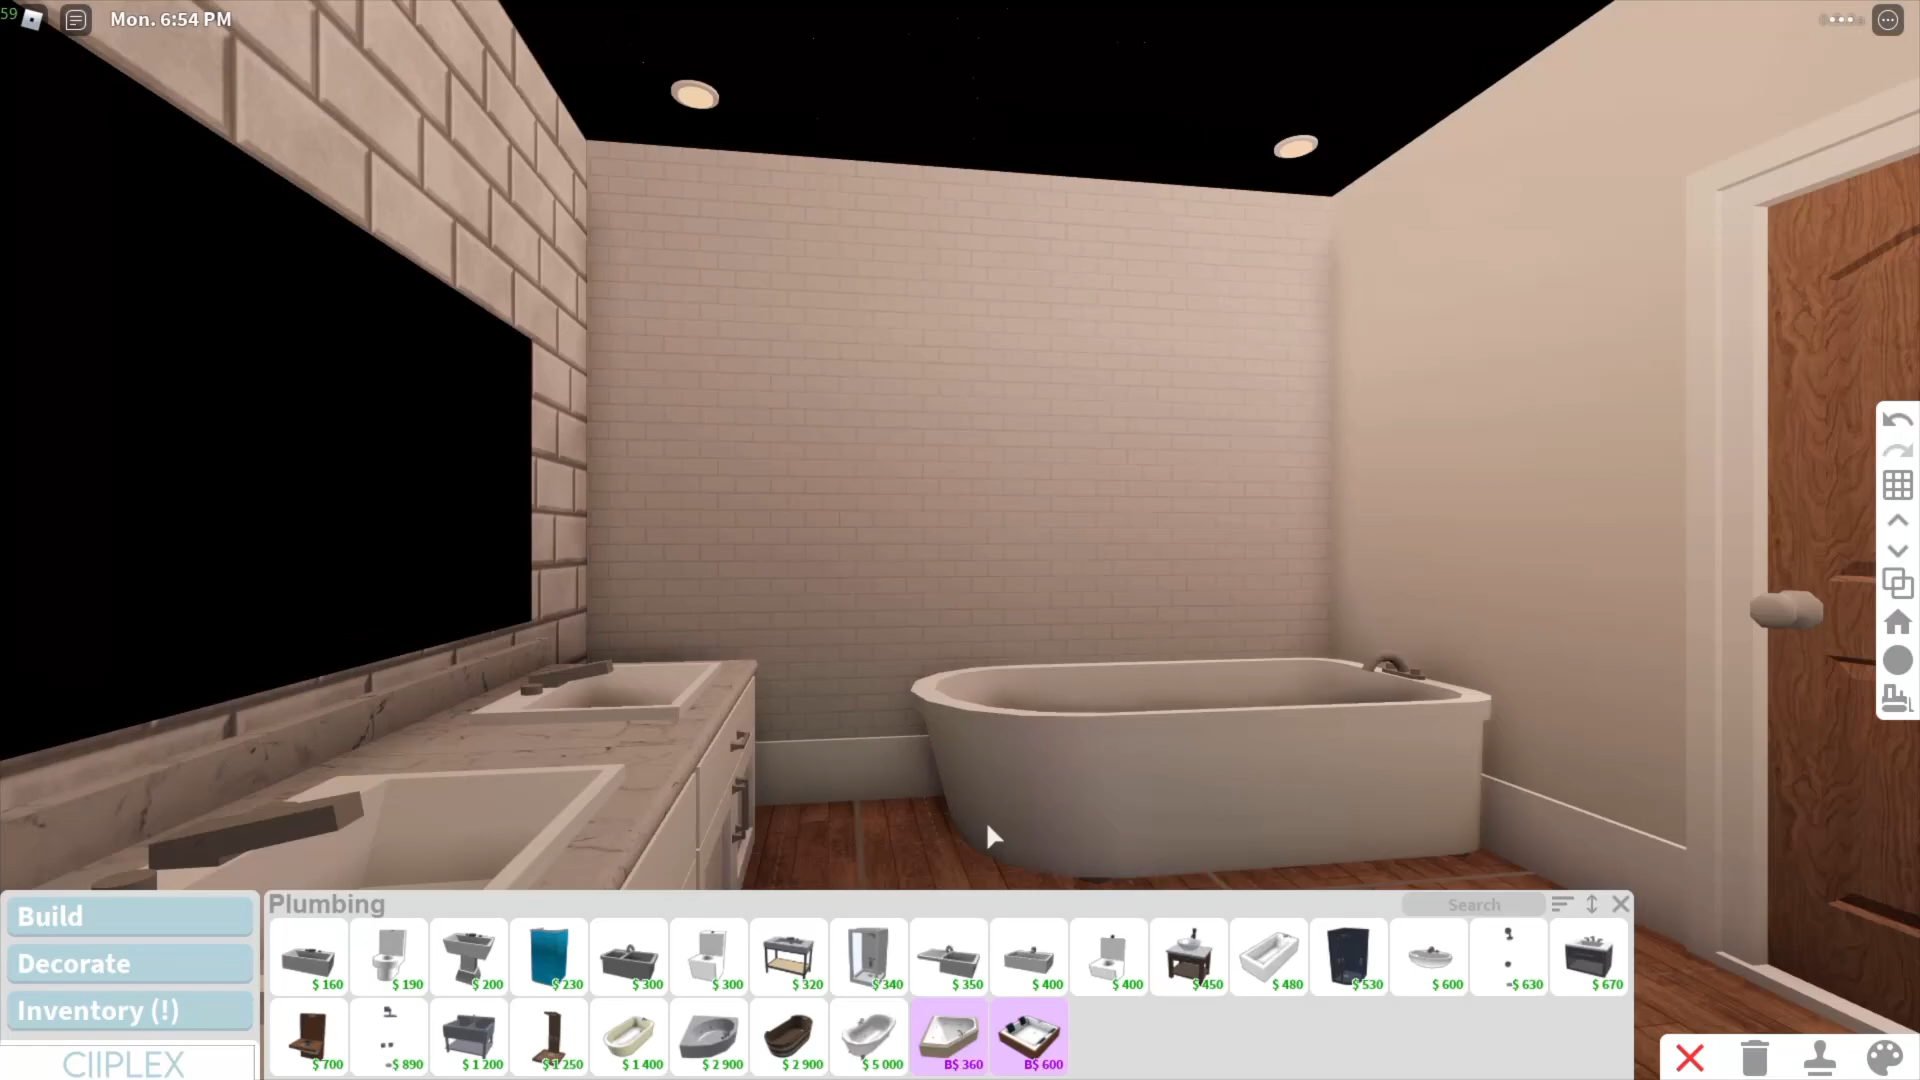 59
Mon. 6:54 PM
Plumbing
Search
Build
Decorate
Inventory (!)
CIIPLEX
$ 160
$ 190
$ 200
$ 230
$ 300
$ 300
$ 320
$ 340
$ 350
$ 400
$ 400
$ 450
$ 480
$ 530
$ 600
$ 630
$ 670
$ 700
$ 890
$ 1 200
$ 1 250
$ 1 400
$ 2 900
$ 2 900
$ 5 000
B$ 360
B$ 600